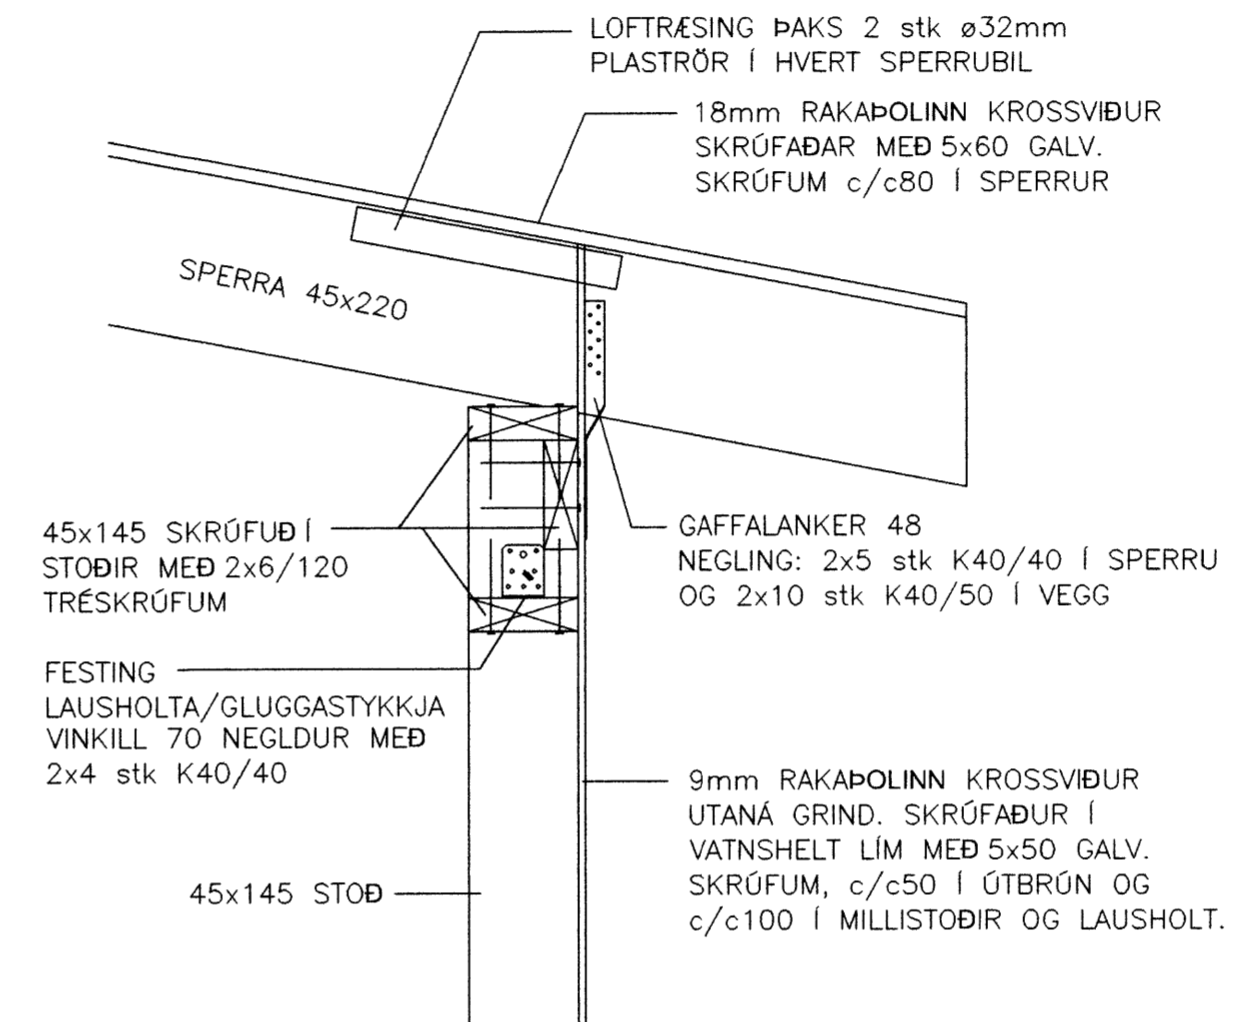 LOFTRÆSING ÞAKS 2 stk ø32mm
PLASTRÖR Í HVERT SPERRUBIL
18mm RAKAÞOLINN KROSSVIÐUR
SKRÚFAÐAR MEÐ 5x60 GALV.
SKRÚFUM c/c80 Í SPERRUR
SPERRA 45x220
45x145 SKRÚFUÐ Í
STOÐIR MEÐ 2x6/120
TRÉSKRÚFUM
GAFFALANKER 48
NEGLING: 2x5 stk K40/40 Í SPERRU
OG 2x10 stk K40/50 Í VEGG
FESTING
LAUSHOLTA/GLUGGASTYKKJA
VINKILL 70 NEGLDUR MEÐ
2x4 stk K40/40
9mm RAKAÞOLINN KROSSVIÐUR
UTANÁ GRIND. SKRÚFAÐUR Í
VATNSHELT LÍM MEÐ 5x50 GALV.
SKRÚFUM, c/c50 Í ÚTBRÚN OG
c/c100 Í MILLISTOÐIR OG LAUSHOLT.
45x145 STOÐ